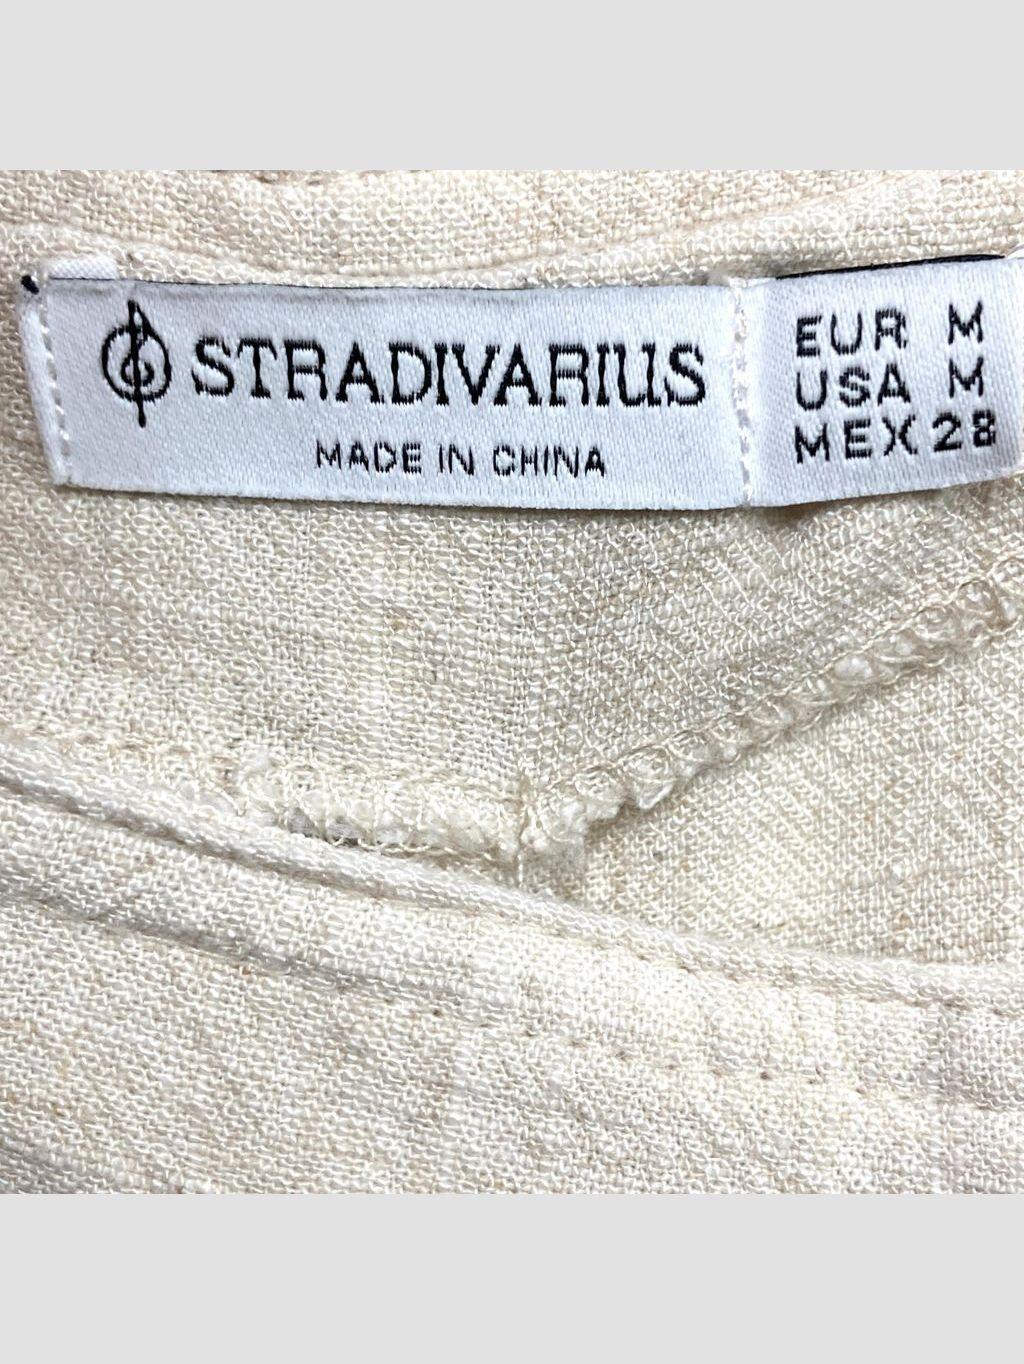 STRADIVARIUS
MADE IN CHINA
EUR M
USA M
MEX 28